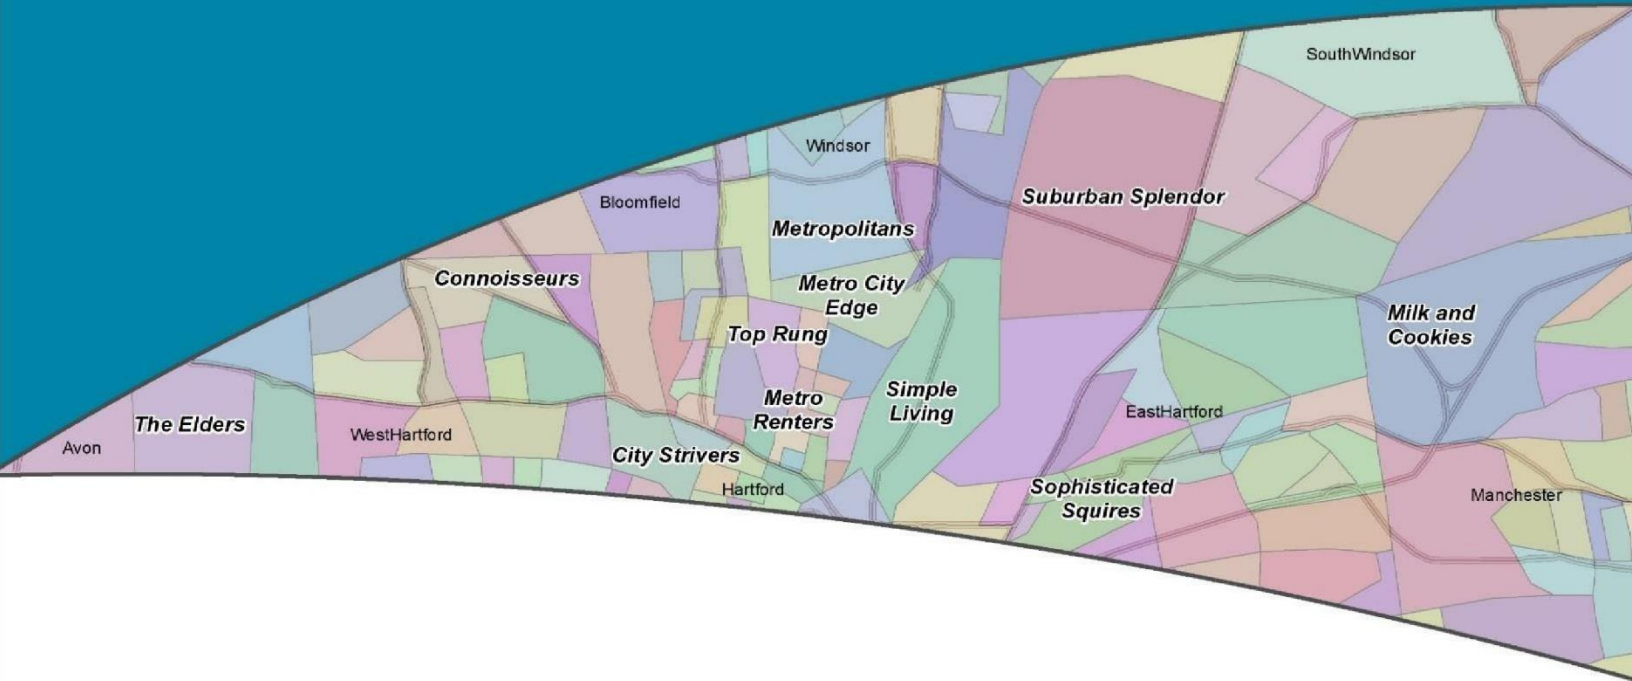 SouthWindsor
Windsor
Suburban Splendor
Bloomfield
Metropolitans
Connoisseurs
Metro City
Edge
Milk and
Cookies
Top Rung
Simple
Living
Metro
Renters
EastHartford
The Elders
WestHartford
Avon
City Strivers
Hartford
Sophisticated
Squires
Manchester